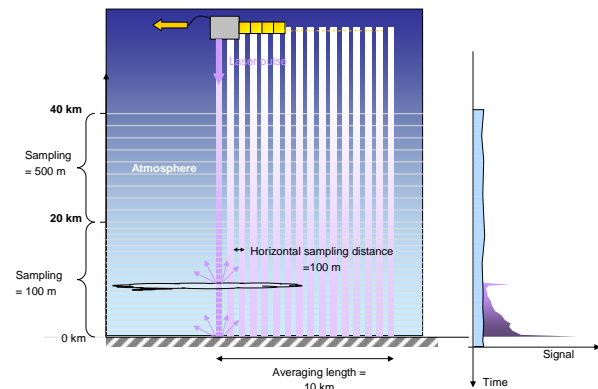 Laser pulse
40 km
Sampling
= 500 m
Atmosphere
20 km
Horizontal sampling distance
=100 m
Sampling
= 100 m
0 km
Averaging length =
10 km
Signal
Time